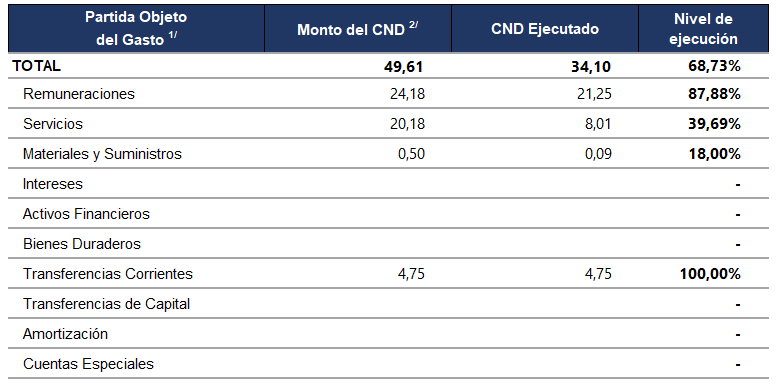 Partida Objeto del Gasto 1/ Monto del CND 2/ CND Ejecutado Nivel de ejecución
TOTAL 49,61 34,10 68,73%
Remuneraciones 24,18 21,25 87,88%
Servicios 20,18 8,01 39,69%
Materiales y Suministros 0,50 0,09 18,00%
Intereses -
Activos Financieros -
Bienes Duraderos -
Transferencias Corrientes 4,75 4,75 100,00%
Transferencias de Capital -
Amortización -
Cuentas Especiales -